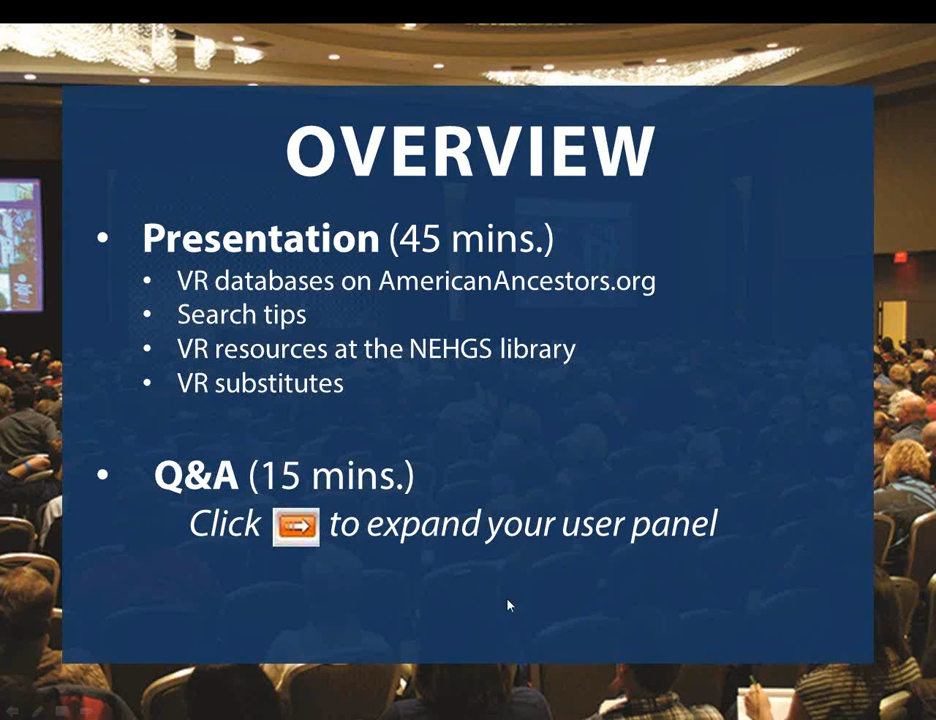 OVERVIEW
• Presentation (45 mins.)
• VR databases on AmericanAncestors.org
• Search tips
• VR resources at the NEHGS library
• VR substitutes
• Q&A (15 mins.)
Click to expand your user panel